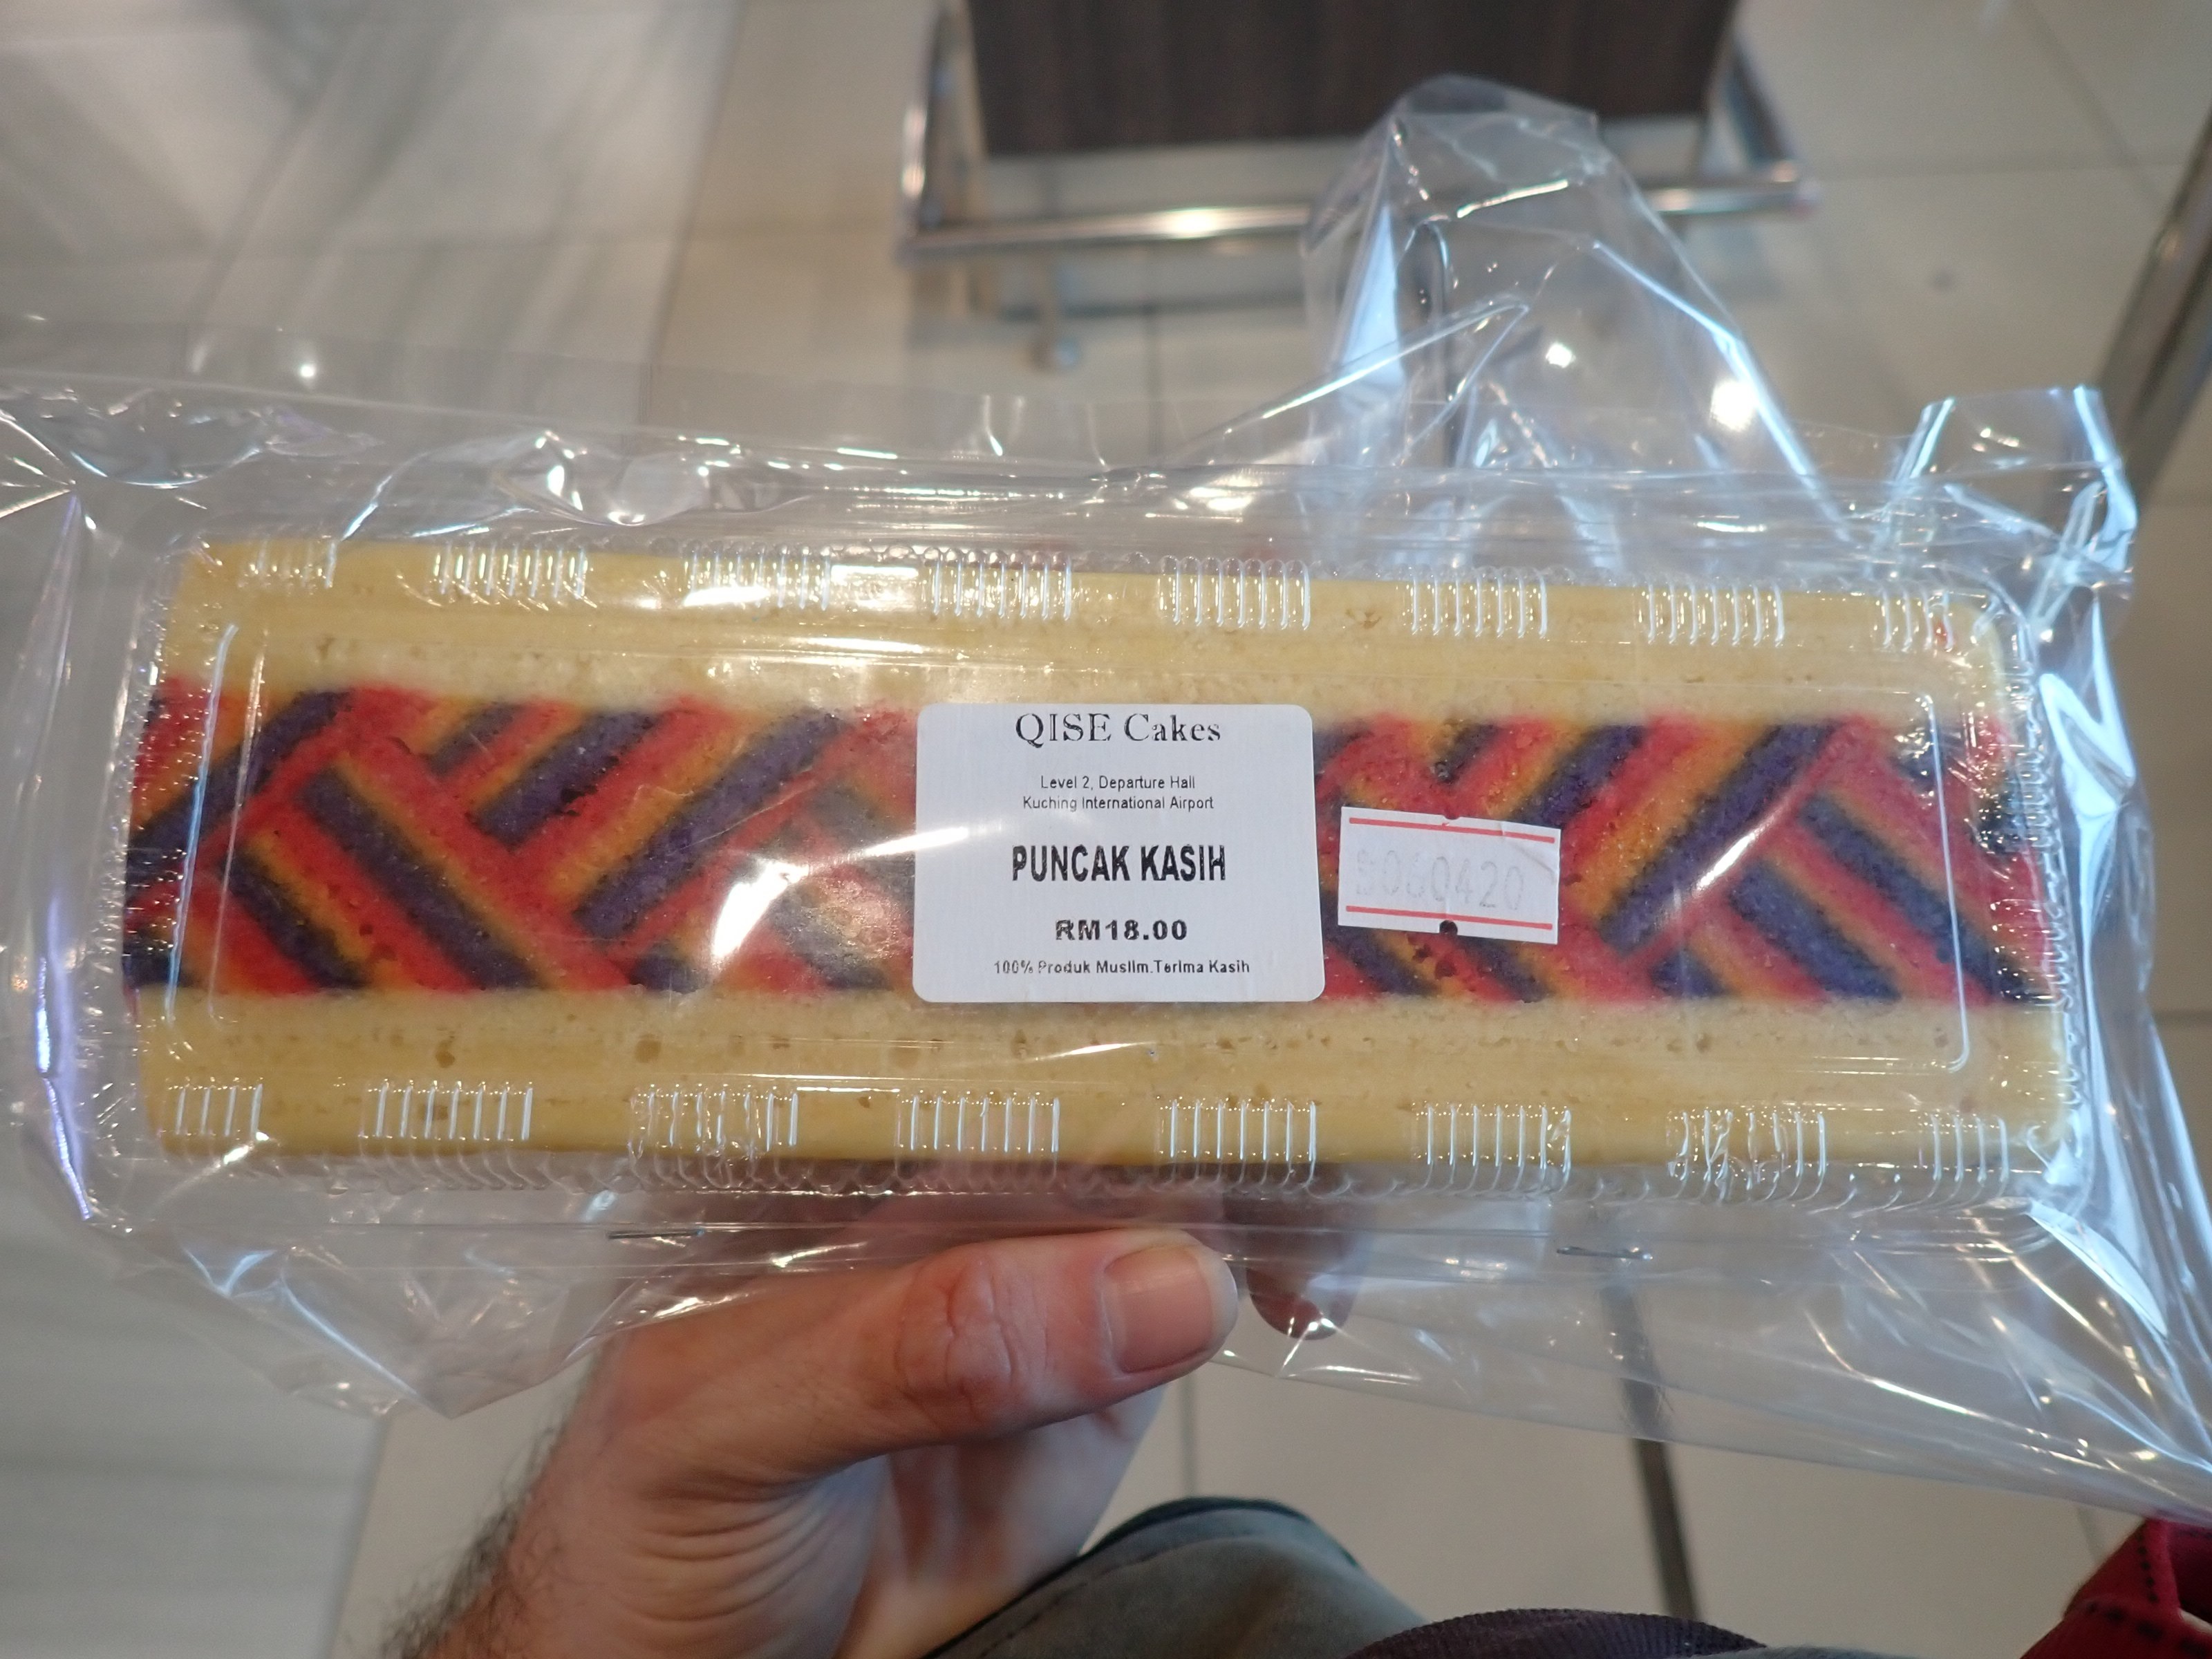 QISE Cakes
Level 2, Departure Hall
Kuching International Airport
PUNCAK KASIH
RM18.00
100% Produk Muslim.Terima Kasih